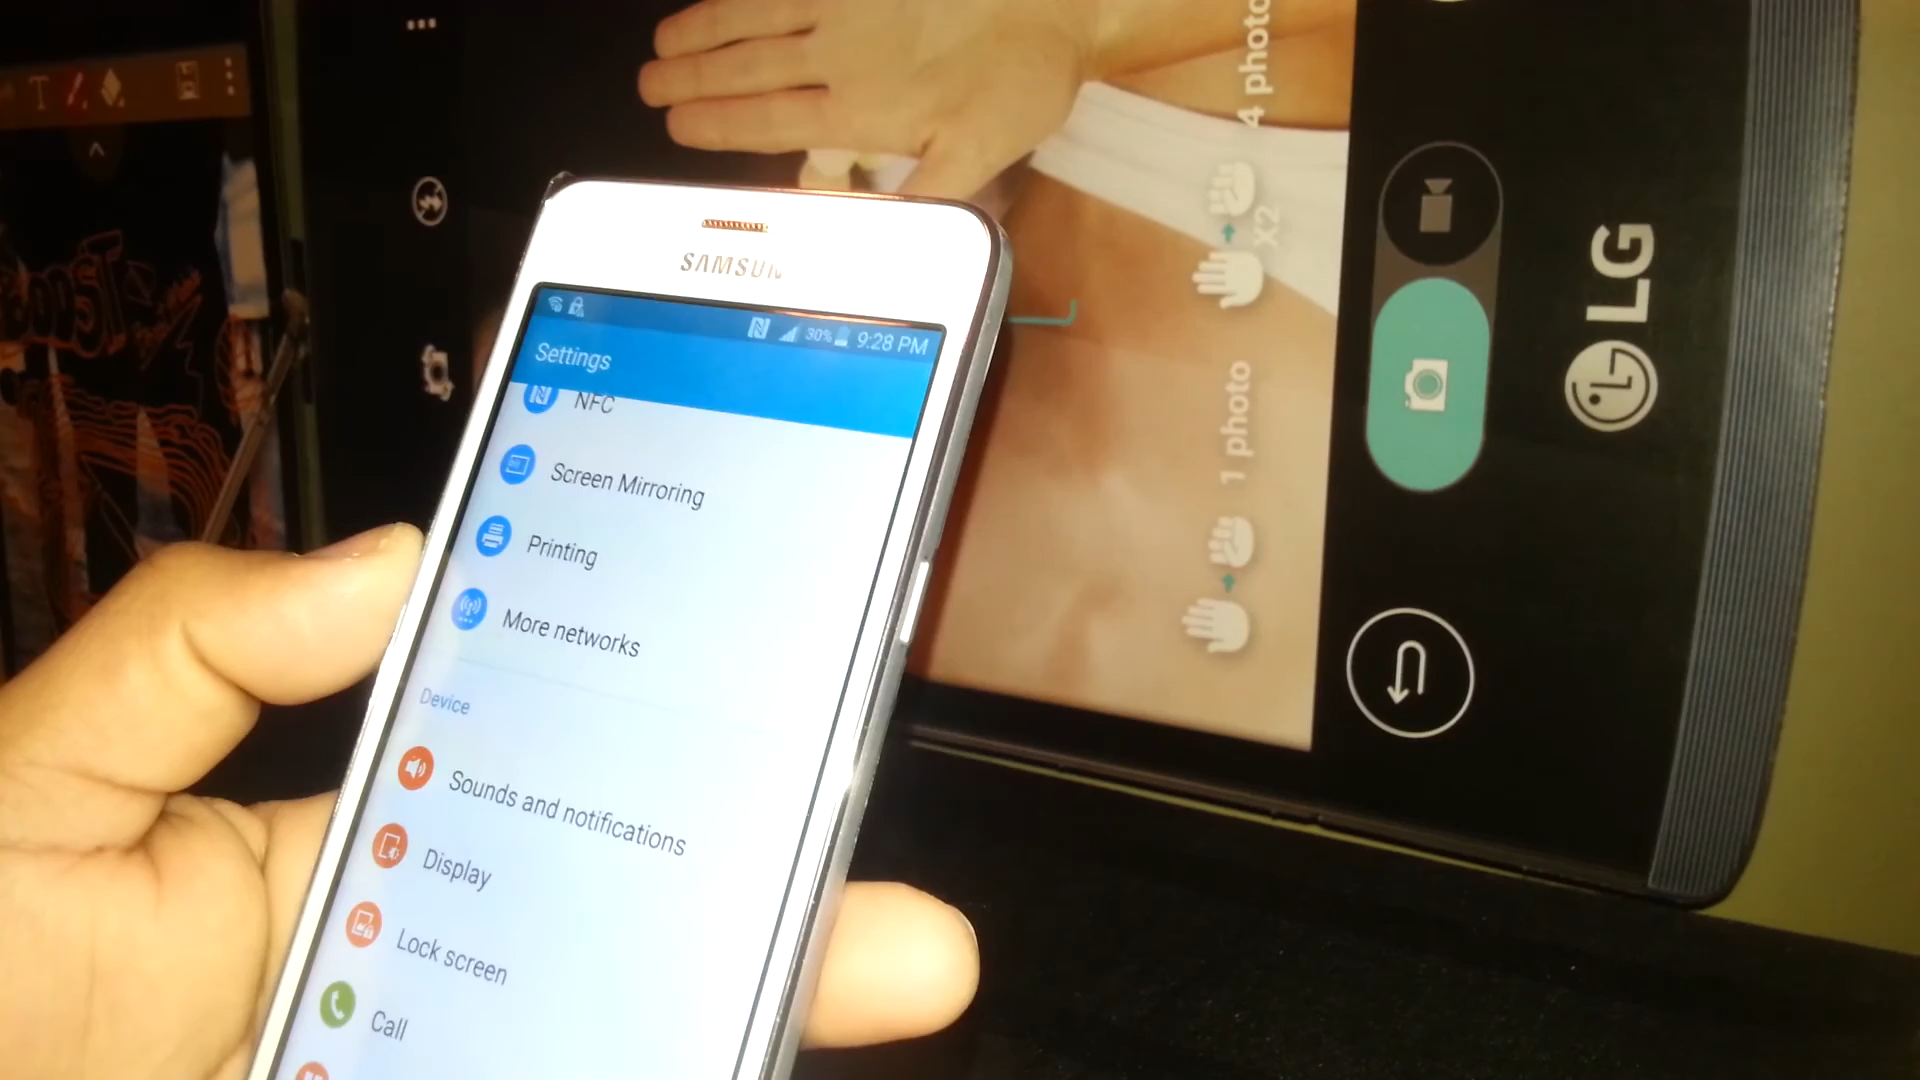 SAMSUN
30% 9:28 PM
Settings
NFC
Screen Mirroring
Printing
More networks
Device
Sounds and notifications
Display
Lock screen
Call
4 photo
X2
1 photo
LG
T